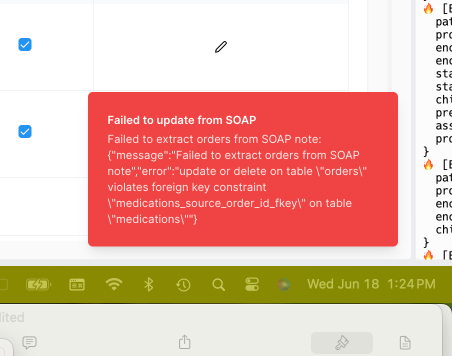 🔥 [E
pat
pro
enc
enc
sta
sta
chi
pre
ass
pro
}
🔥 [E
pat
pro
enc
enc
chi
}
🔥 [E
Failed to update from SOAP
Failed to extract orders from SOAP note:
{"message":"Failed to extract orders from SOAP
note","error":"update or delete on table \"orders\"
violates foreign key constraint
\"medications_source_order_id_fkey\" on table
\"medications\""}
Wed Jun 18 1:24 PM
dited